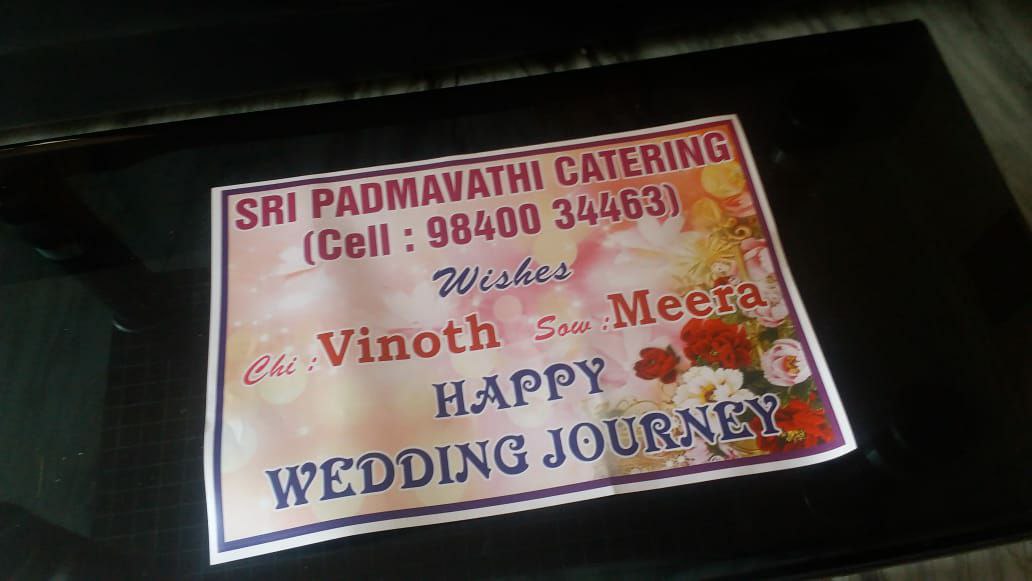 SRI PADMAVATHI CATERING
(Cell : 98400 34463)
Wishes
Chi : Vinoth Sow : Meera
HAPPY
WEDDING JOURNEY